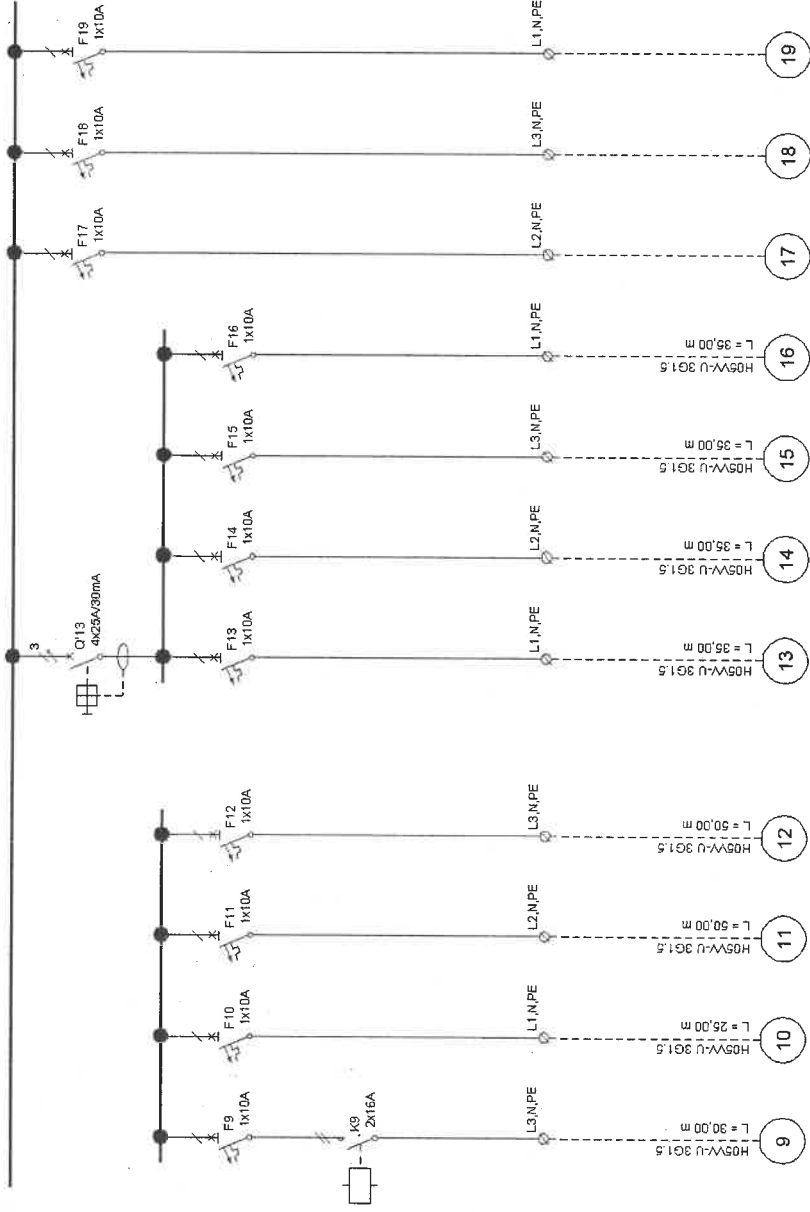 F19
1x10A
L1,N,PE
19
F18
1x10A
L3,N,PE
18
F17
1x10A
L2,N,PE
17
F16
1x10A
L1,N,PE
H05VV-U 3G1.5
L = 35,00 m
16
F15
1x10A
L3,N,PE
H05VV-U 3G1.5
L = 35,00 m
15
F14
1x10A
L2,N,PE
H05VV-U 3G1.5
L = 35,00 m
14
3
Q'13
4x25A/30mA
F13
1x10A
L1,N,PE
H05VV-U 3G1.5
L = 35,00 m
13
F12
1x10A
L3,N,PE
H05VV-U 3G1.5
L = 50,00 m
12
F11
1x10A
L2,N,PE
H05VV-U 3G1.5
L = 50,00 m
11
F10
1x10A
L1,N,PE
H05VV-U 3G1.5
L = 25,00 m
10
F9
1x10A
K9
2x16A
L3,N,PE
H05VV-U 3G1.5
L = 30,00 m
9